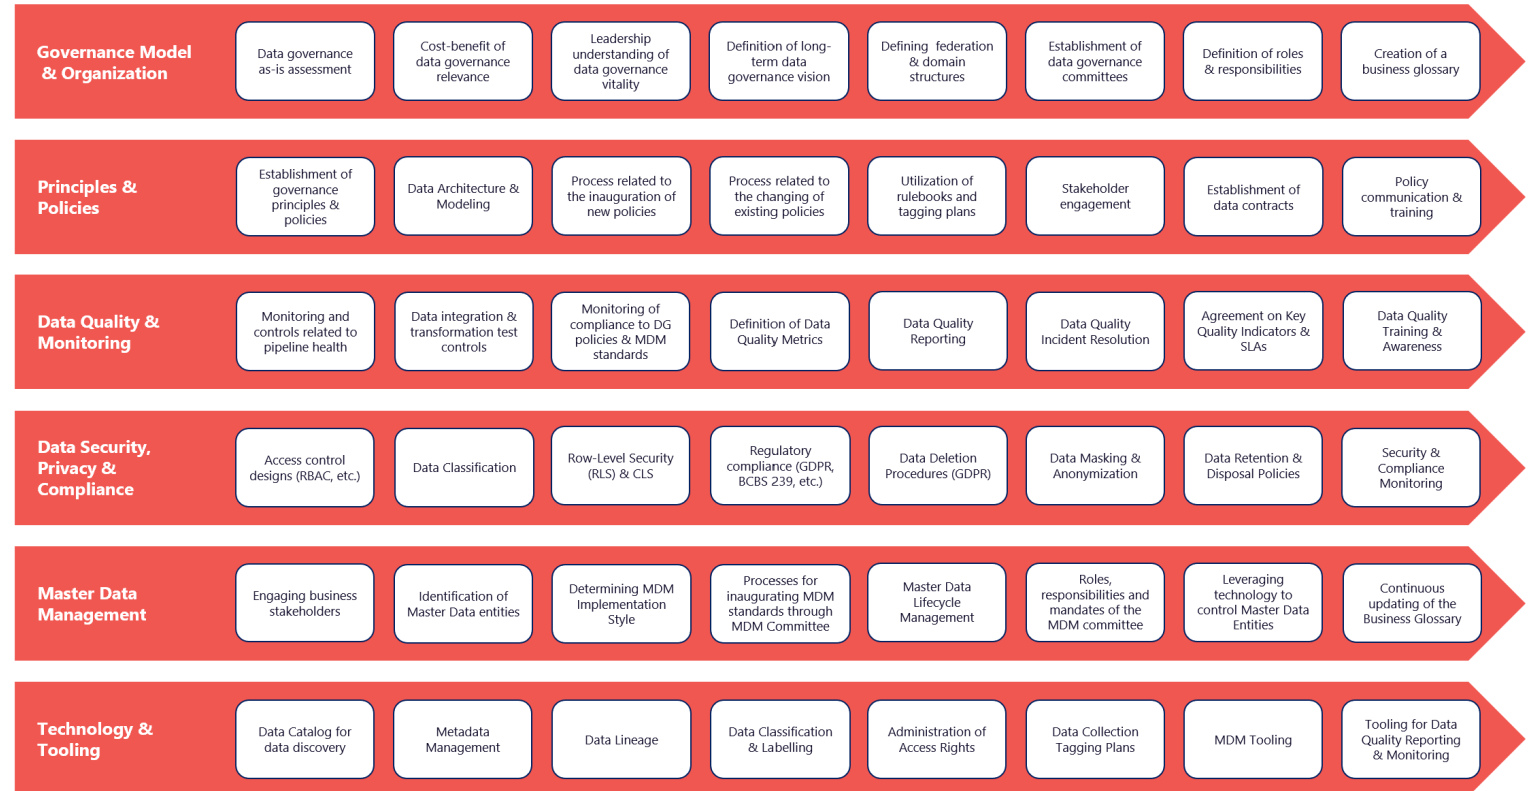 Governance Model
& Organization
Data governance
as-is assessment
Cost-benefit of
data governance
relevance
Leadership
understanding of
data governance
vitality
Definition of long-
term data
governance vision
Defining federation
& domain
structures
Establishment of
data governance
committees
Definition of roles
& responsibilities
Creation of a
business glossary
Principles &
Policies
Establishment of
governance
principles &
policies
Data Architecture &
Modeling
Process related to
the inauguration of
new policies
Process related to
the changing of
existing policies
Utilization of
rulebooks and
tagging plans
Stakeholder
engagement
Establishment of
data contracts
Policy
communication &
training
Data Quality &
Monitoring
Monitoring and
controls related to
pipeline health
Data integration &
transformation test
controls
Monitoring of
compliance to DG
policies & MDM
standards
Definition of Data
Quality Metrics
Data Quality
Reporting
Data Quality
Incident Resolution
Agreement on Key
Quality Indicators &
SLAs
Data Quality
Training &
Awareness
Data Security,
Privacy &
Compliance
Access control
designs (RBAC, etc.)
Data Classification
Row-Level Security
(RLS) & CLS
Regulatory
compliance (GDPR,
BCBS 239, etc.)
Data Deletion
Procedures (GDPR)
Data Masking &
Anonymization
Data Retention &
Disposal Policies
Security &
Compliance
Monitoring
Master Data
Management
Engaging business
stakeholders
Identification of
Master Data entities
Determining MDM
Implementation
Style
Processes for
inaugurating MDM
standards through
MDM Committee
Master Data
Lifecycle
Management
Roles,
responsibilities and
mandates of the
MDM committee
Leveraging
technology to
control Master Data
Entities
Continuous
updating of the
Business Glossary
Technology &
Tooling
Data Catalog for
data discovery
Metadata
Management
Data Lineage
Data Classification
& Labelling
Administration of
Access Rights
Data Collection
Tagging Plans
MDM Tooling
Tooling for Data
Quality Reporting
& Monitoring